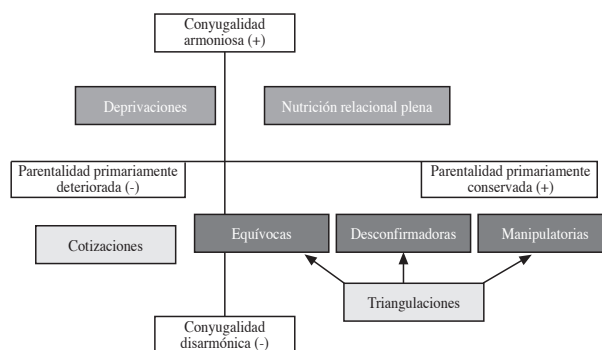 Conyugalidad
armoniosa (+)
Deprivaciones
Nutrición relacional plena
Parentalidad primariamente
deteriorada (-)
Parentalidad primariamente
conservada (+)
Cotizaciones
Equívocas
Desconfirmadoras
Manipulatorias
Triangulaciones
Conyugalidad
disarmónica (-)